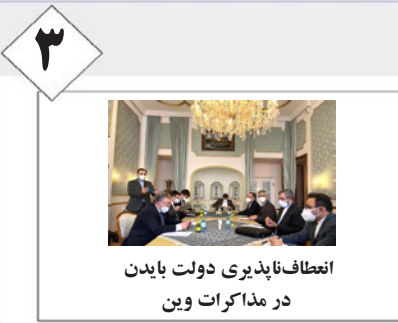 ۳
انعطاف‌ناپذیری دولت بایدن
در مذاکرات وین